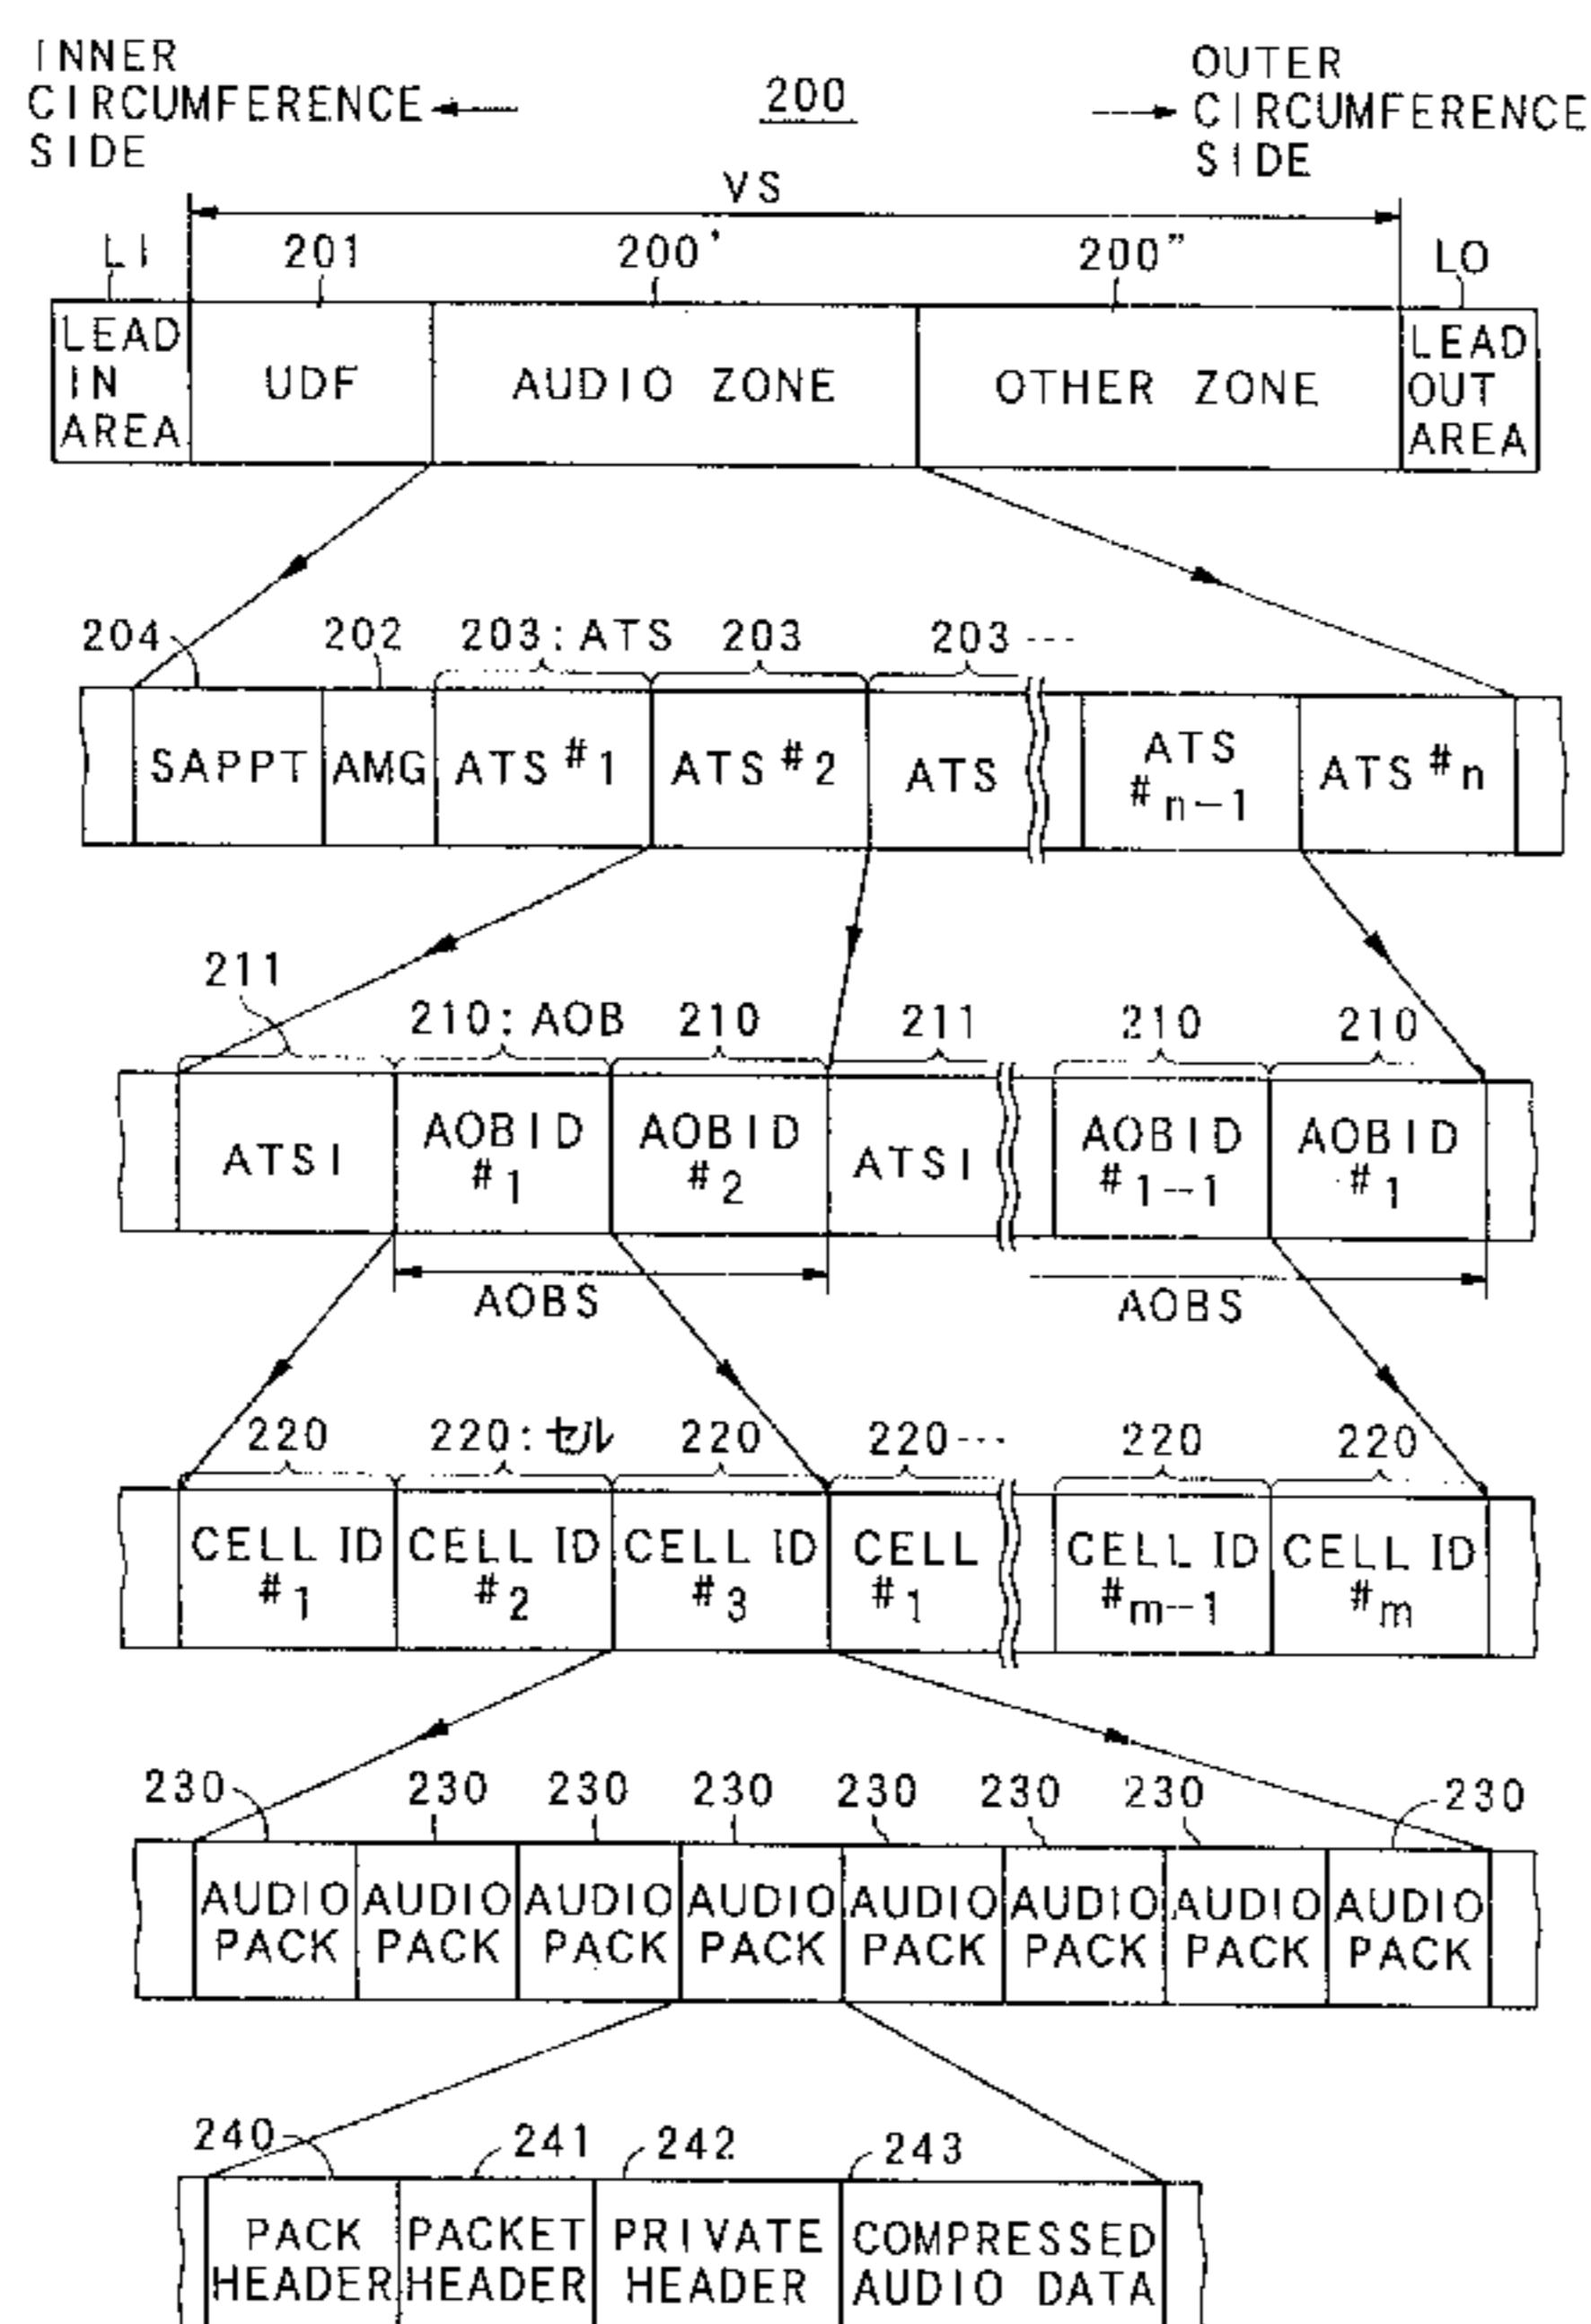 INNER
CIRCUMFERENCE
SIDE
200
OUTER
CIRCUMFERENCE
SIDE
VS
LI
201
200'
200"
LO
LEAD
IN
AREA
UDF
AUDIO ZONE
OTHER ZONE
LEAD
OUT
AREA
204
202
203:ATS
203
203---
SAPPT
AMG
ATS #1
ATS #2
ATS
ATS
#n-1
ATS #n
211
210:AOB
210
211
210
210
ATSI
AOBID
#1
AOBID
#2
ATSI
AOBID
#1-1
AOBID
#1
AOBS
AOBS
220
220:セル
220
220---
220
220
CELL ID
#1
CELL ID
#2
CELL ID
#3
CELL
#1
CELL ID
#m-1
CELL ID
#m
230
230
230
230
230
230
230
230
AUDIO
PACK
AUDIO
PACK
AUDIO
PACK
AUDIO
PACK
AUDIO
PACK
AUDIO
PACK
AUDIO
PACK
AUDIO
PACK
240
241
242
243
PACK
HEADER
PACKET
HEADER
PRIVATE
HEADER
COMPRESSED
AUDIO DATA